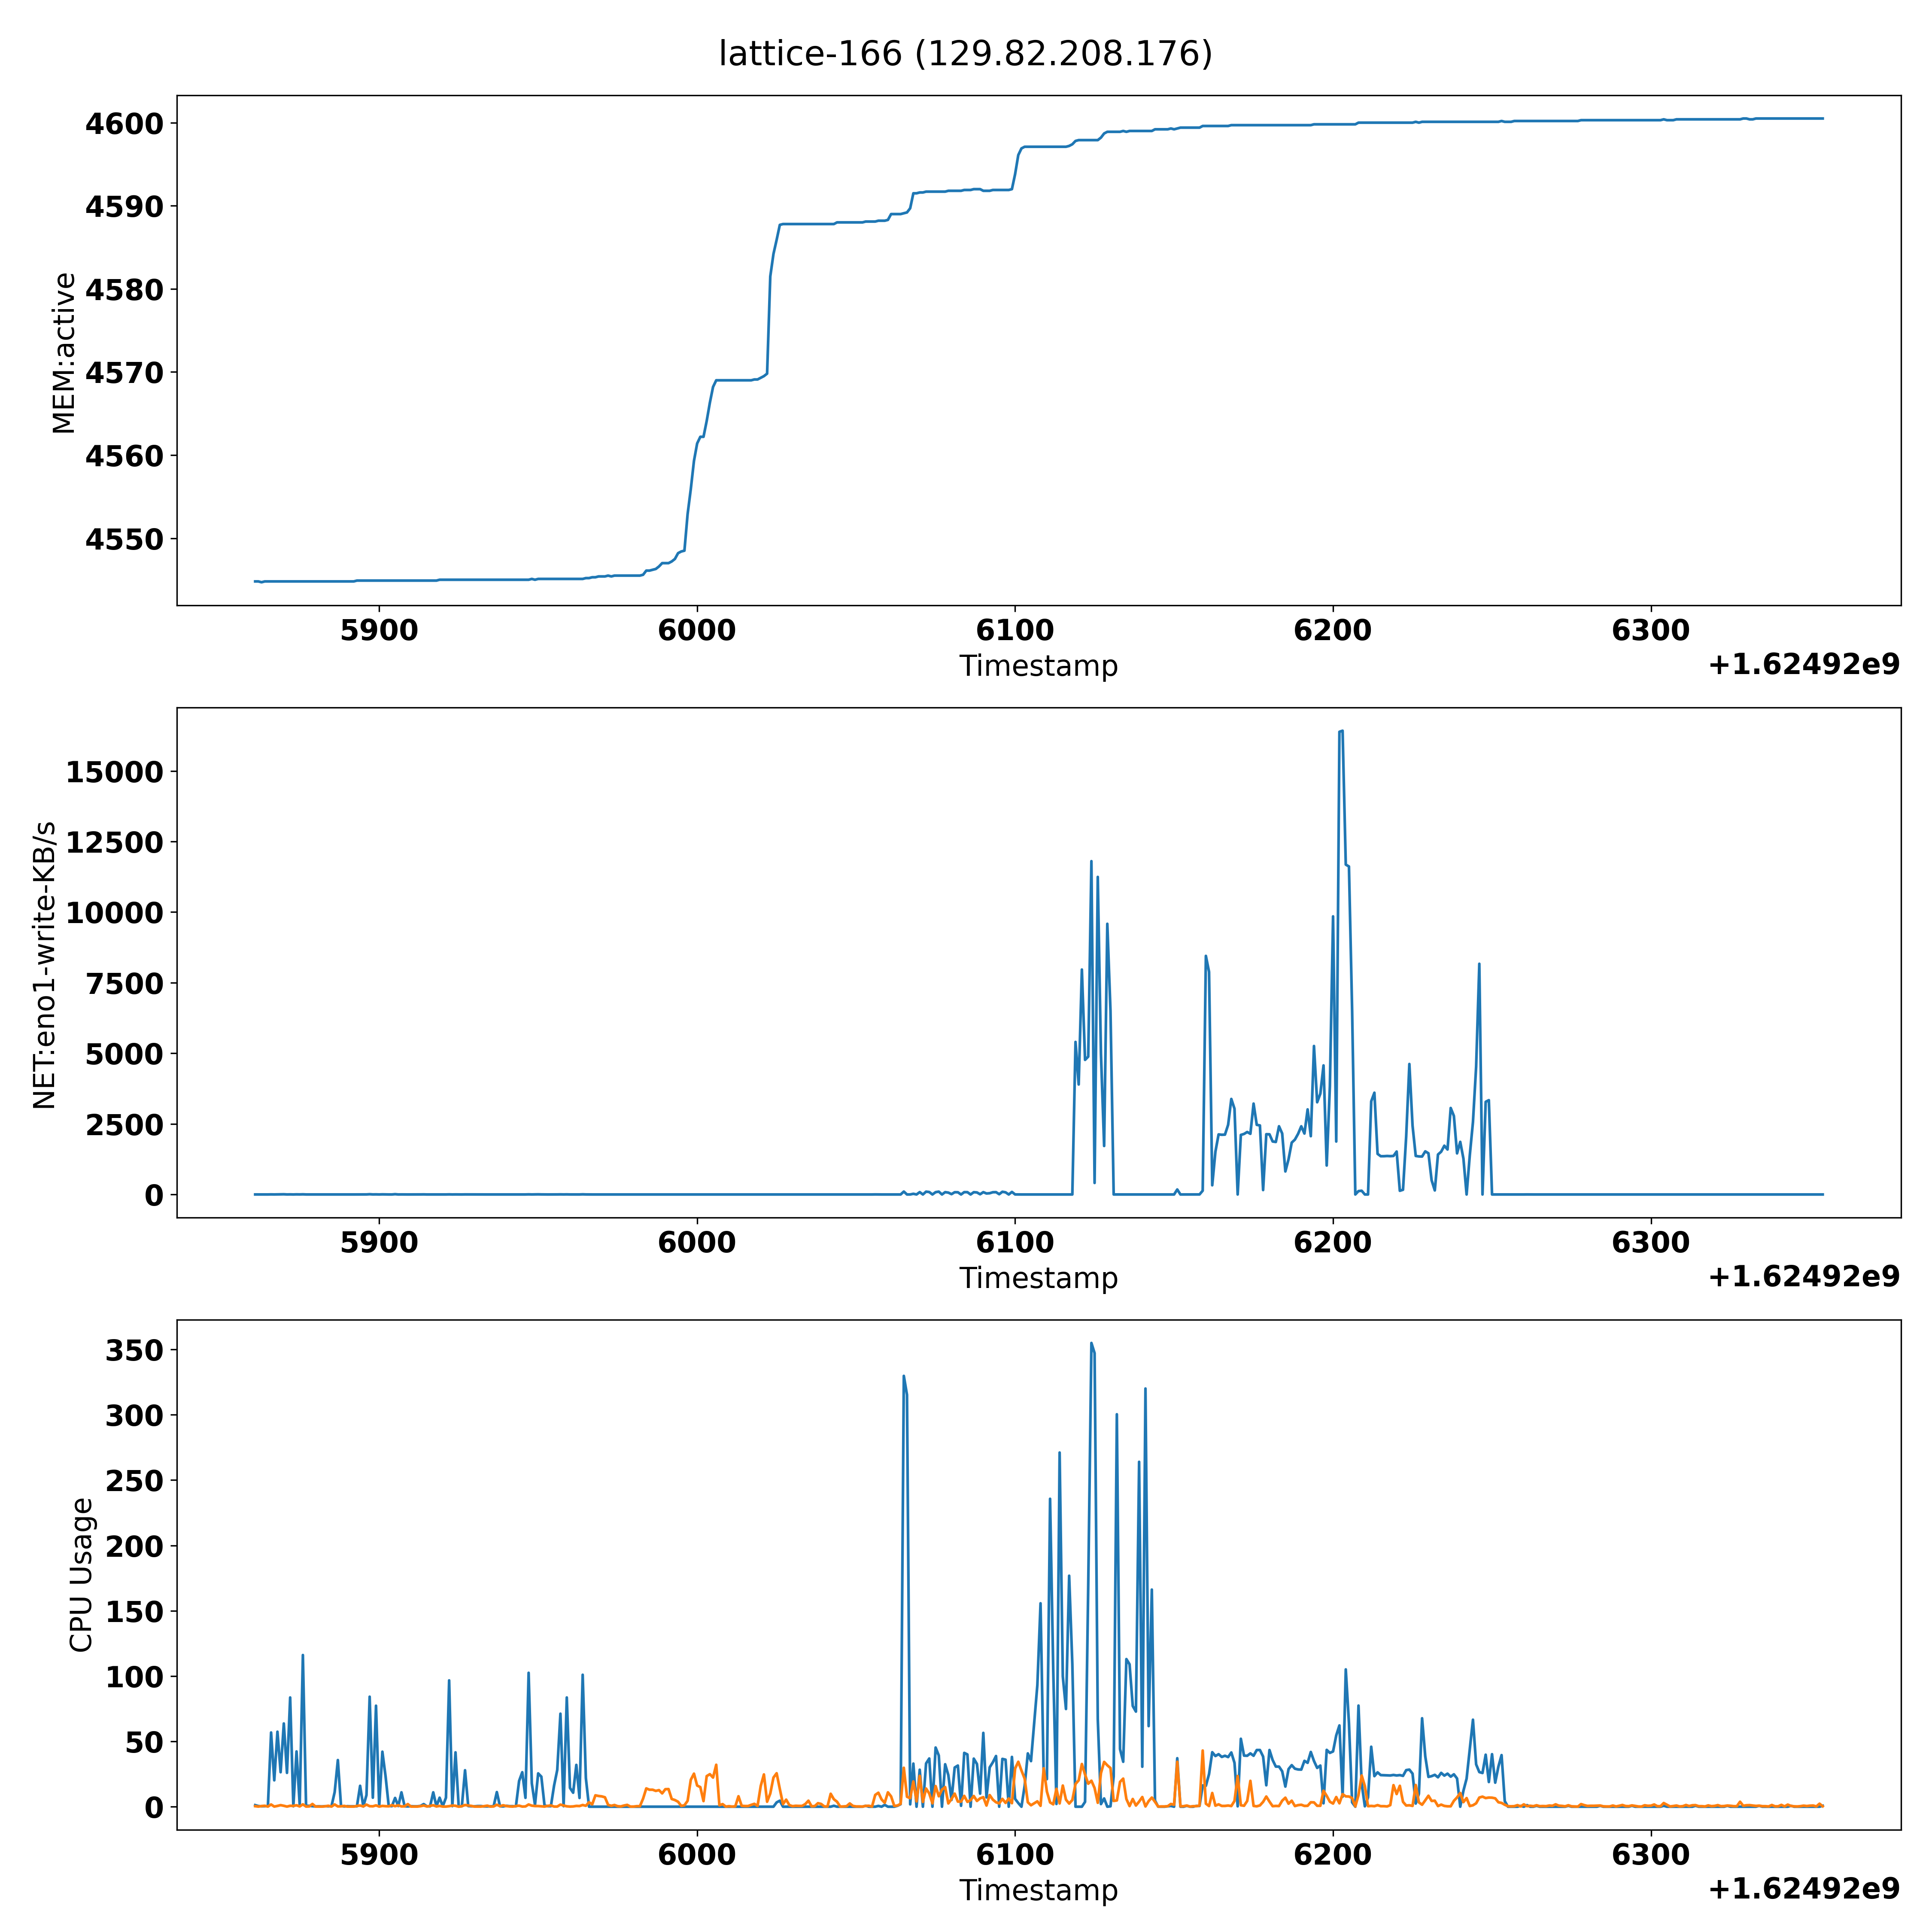 lattice-166 (129.82.208.176)
MEM:active
4600
4590
4580
4570
4560
4550
5900 6000 6100 6200 6300
Timestamp
+1.62492e9
NET:eno1-write-KB/s
15000
12500
10000
7500
5000
2500
0
5900 6000 6100 6200 6300
Timestamp
+1.62492e9
CPU Usage
350
300
250
200
150
100
50
0
5900 6000 6100 6200 6300
Timestamp
+1.62492e9